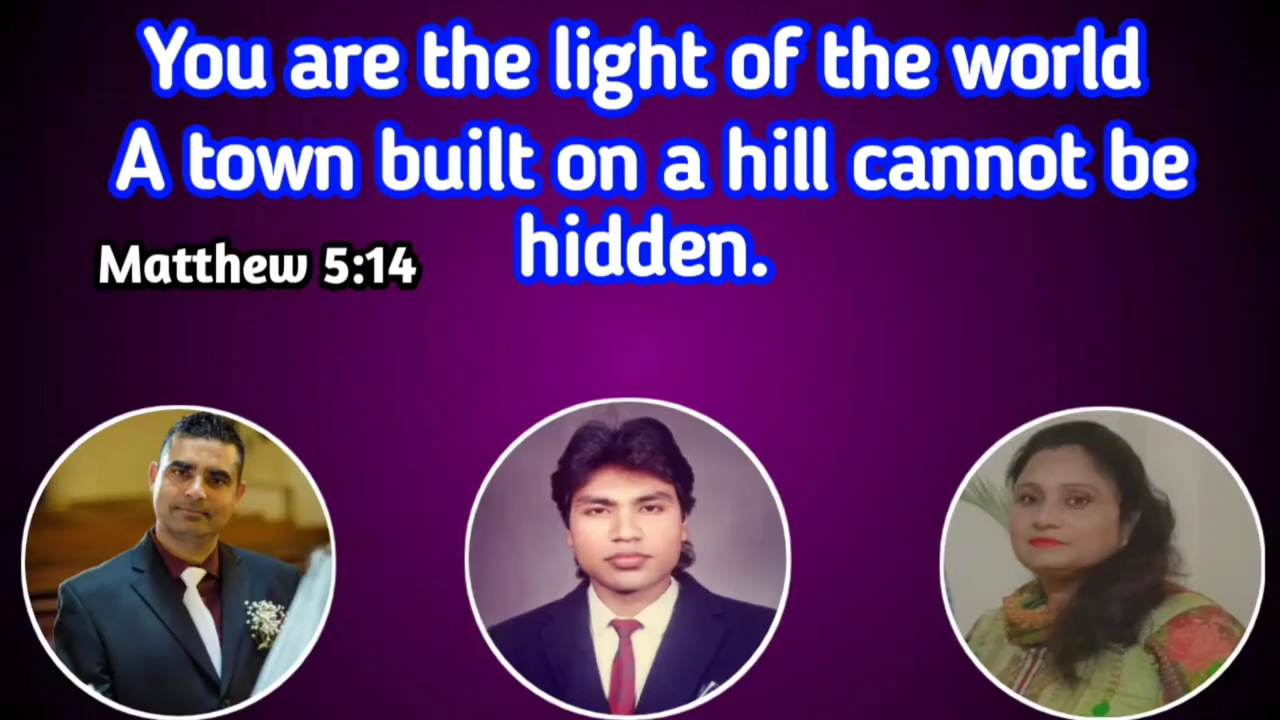 You are the light of the world
A town built on a hill cannot be
hidden.
Matthew 5:14